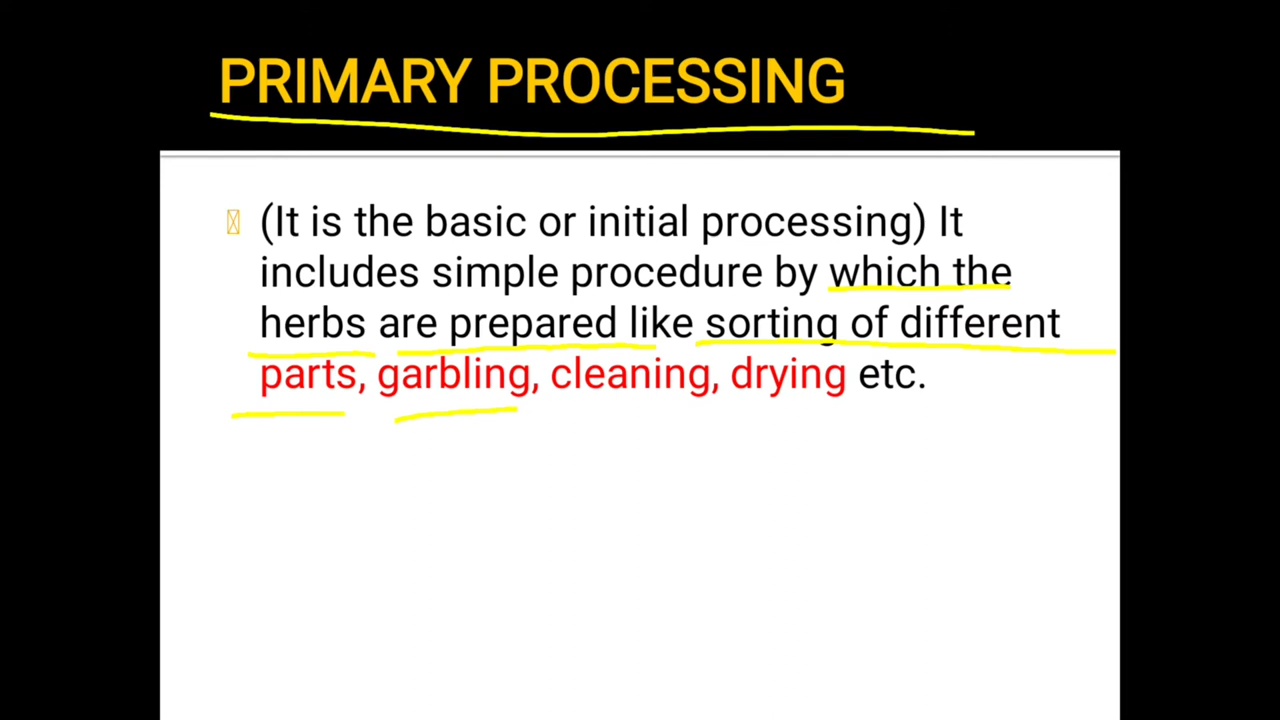 PRIMARY PROCESSING
(It is the basic or initial processing) It
includes simple procedure by which the
herbs are prepared like sorting of different
parts, garbling, cleaning, drying etc.